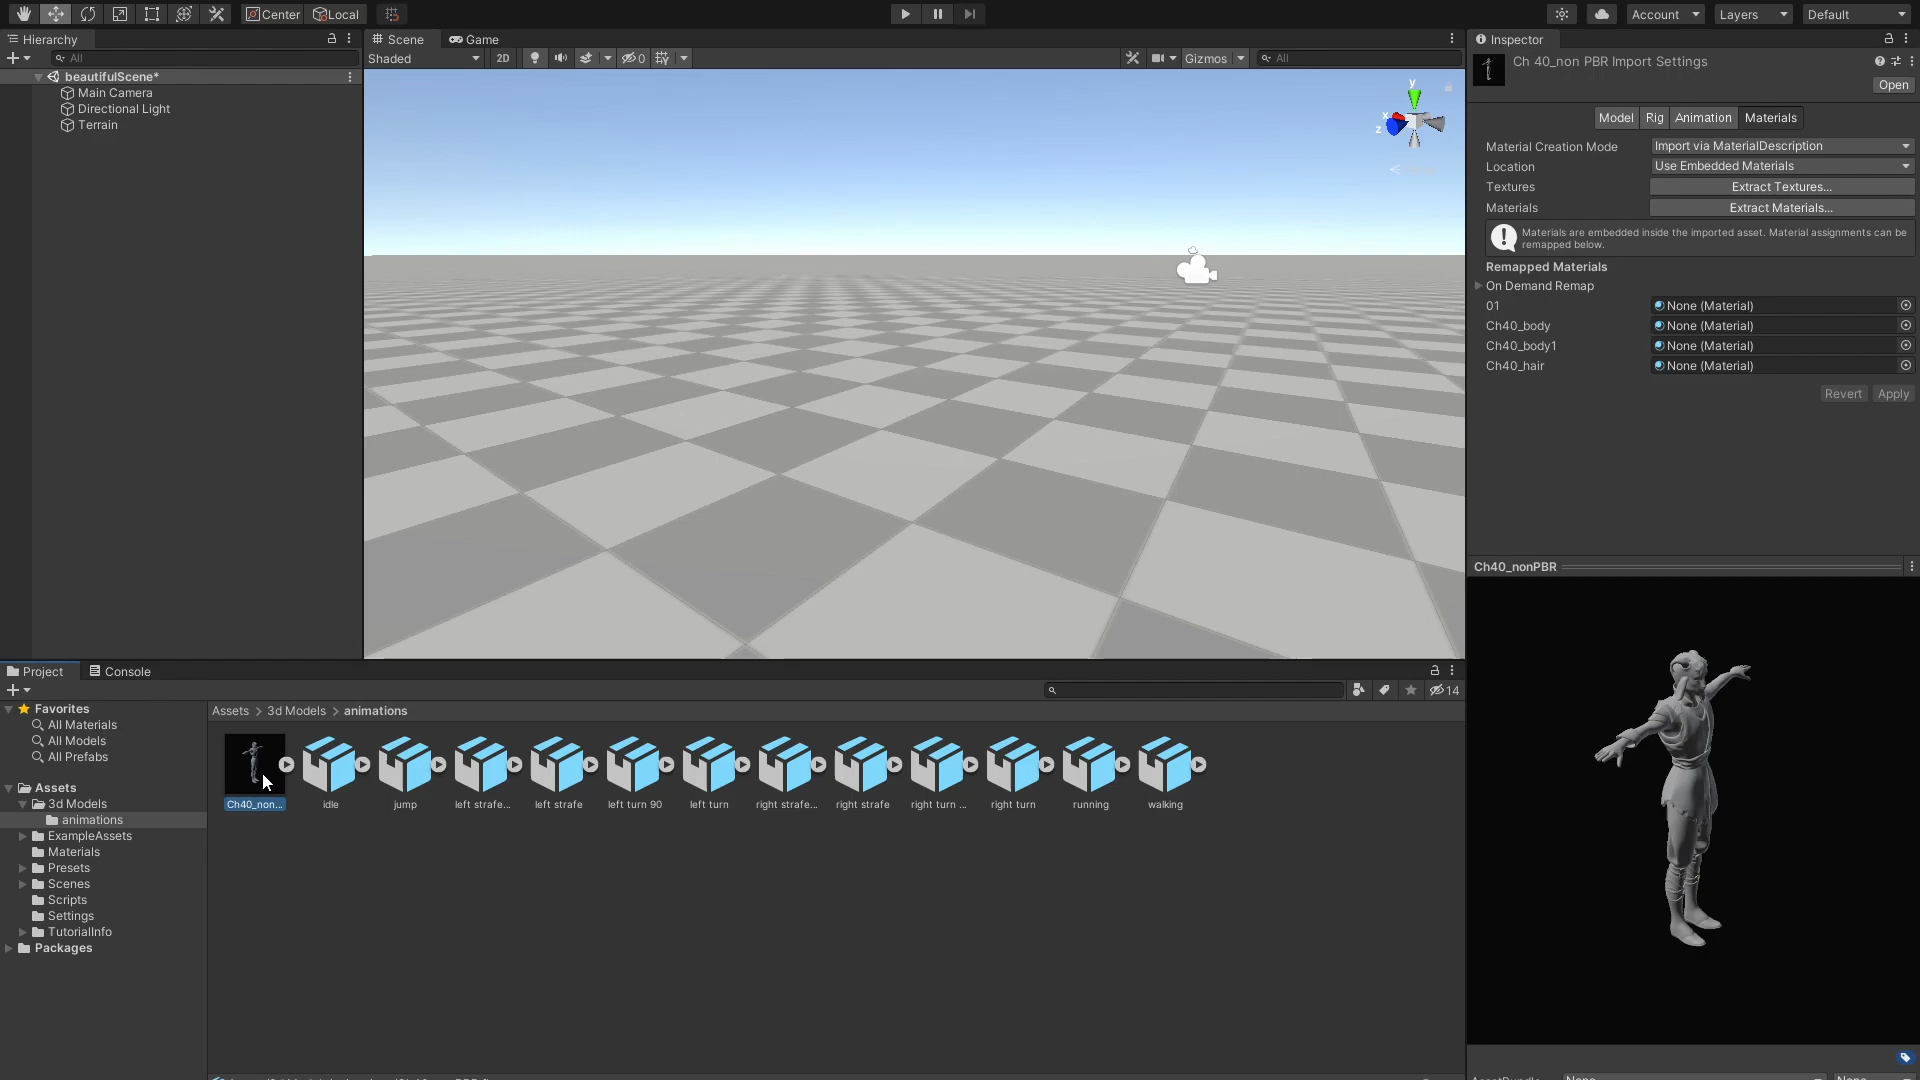 Center
Local
Account
Layers
Default
Hierarchy
All
beautifulScene*
Main Camera
Directional Light
Terrain
Scene
Game
Shaded
2D
0
Gizmos
All
y
x
z
Inspector
Ch 40_non PBR Import Settings
Open
Model
Rig
Animation
Materials
Material Creation Mode
Import via MaterialDescription
Location
Use Embedded Materials
Textures
Extract Textures...
Materials
Extract Materials...
Materials are embedded inside the imported asset. Material assignments can be
remapped below.
Remapped Materials
On Demand Remap
01
None (Material)
Ch40_body
None (Material)
Ch40_body1
None (Material)
Ch40_hair
None (Material)
Revert
Apply
Ch40_nonPBR
Project
Console
14
Favorites
All Materials
All Models
All Prefabs
Assets
3d Models
animations
ExampleAssets
Materials
Presets
Scenes
Scripts
Settings
TutorialInfo
Packages
Assets > 3d Models > animations
Ch40_non...
idle
jump
left strafe...
left strafe
left turn 90
left turn
right strafe...
right strafe
right turn ...
right turn
running
walking